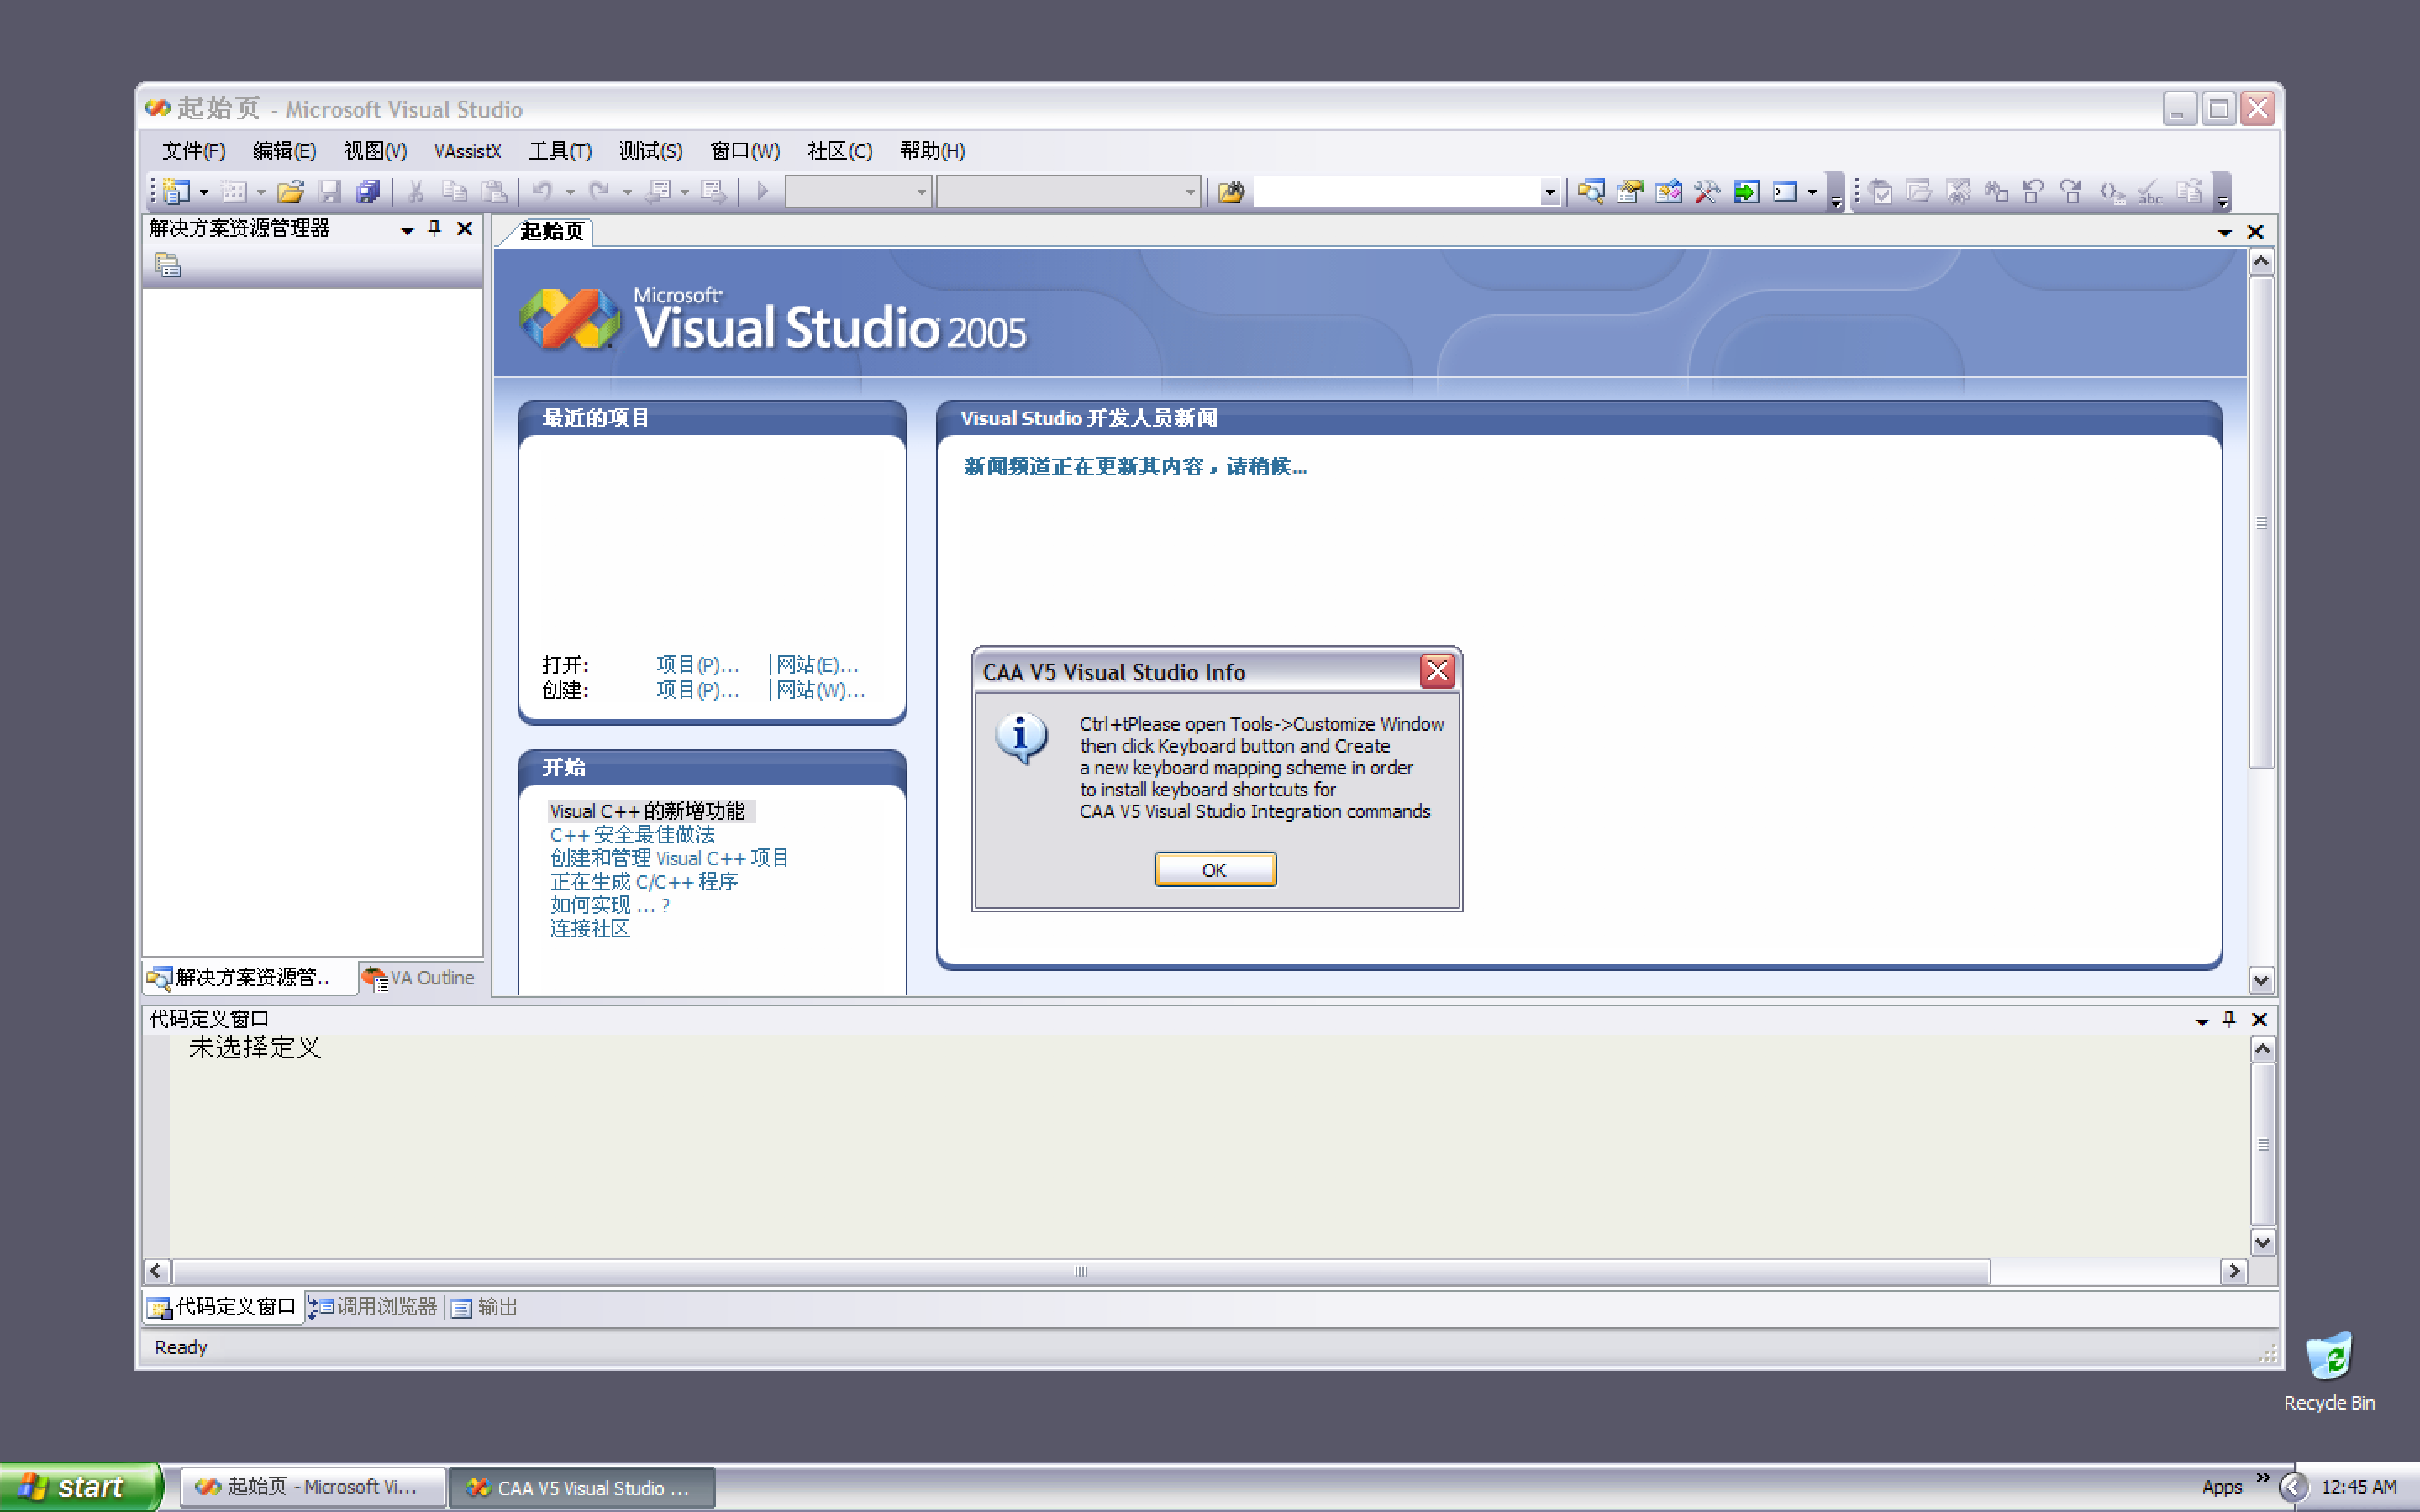 起始页 - Microsoft Visual Studio
文件(F) 编辑(E) 视图(V) VAssistX 工具(T) 测试(S) 窗口(W) 社区(C) 帮助(H)
解决方案资源管理器
起始页
Microsoft
Visual Studio 2005
最近的项目
打开: 项目(P)... | 网站(E)...
创建: 项目(P)... | 网站(W)...
Visual Studio 开发人员新闻
新闻频道正在更新其内容，请稍候...
开始
Visual C++ 的新增功能
C++ 安全最佳做法
创建和管理 Visual C++ 项目
正在生成 C/C++ 程序
如何实现 ... ?
连接社区
CAA V5 Visual Studio Info
Ctrl+tPlease open Tools->Customize Window
then click Keyboard button and Create
a new keyboard mapping scheme in order
to install keyboard shortcuts for
CAA V5 Visual Studio Integration commands
OK
解决方案资源管.. VA Outline
代码定义窗口
未选择定义
代码定义窗口 调用浏览器 输出
Ready
Recycle Bin
start 起始页 - Microsoft Vi... CAA V5 Visual Studio ... Apps » 12:45 AM